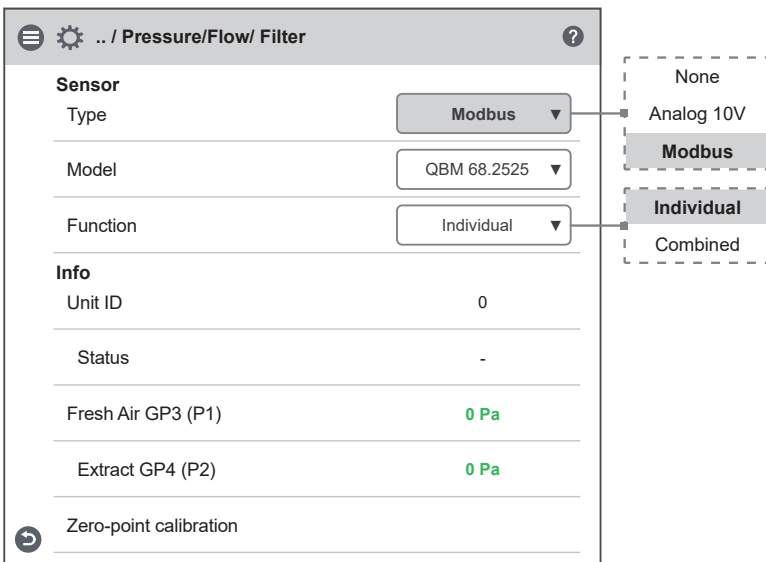 .. / Pressure/Flow/ Filter ?
Sensor
Type Modbus ▼
Model QBM 68.2525 ▼
Function Individual ▼
Info
Unit ID 0
Status -
Fresh Air GP3 (P1) 0 Pa
Extract GP4 (P2) 0 Pa
Zero-point calibration
None
Analog 10V
Modbus
Individual
Combined